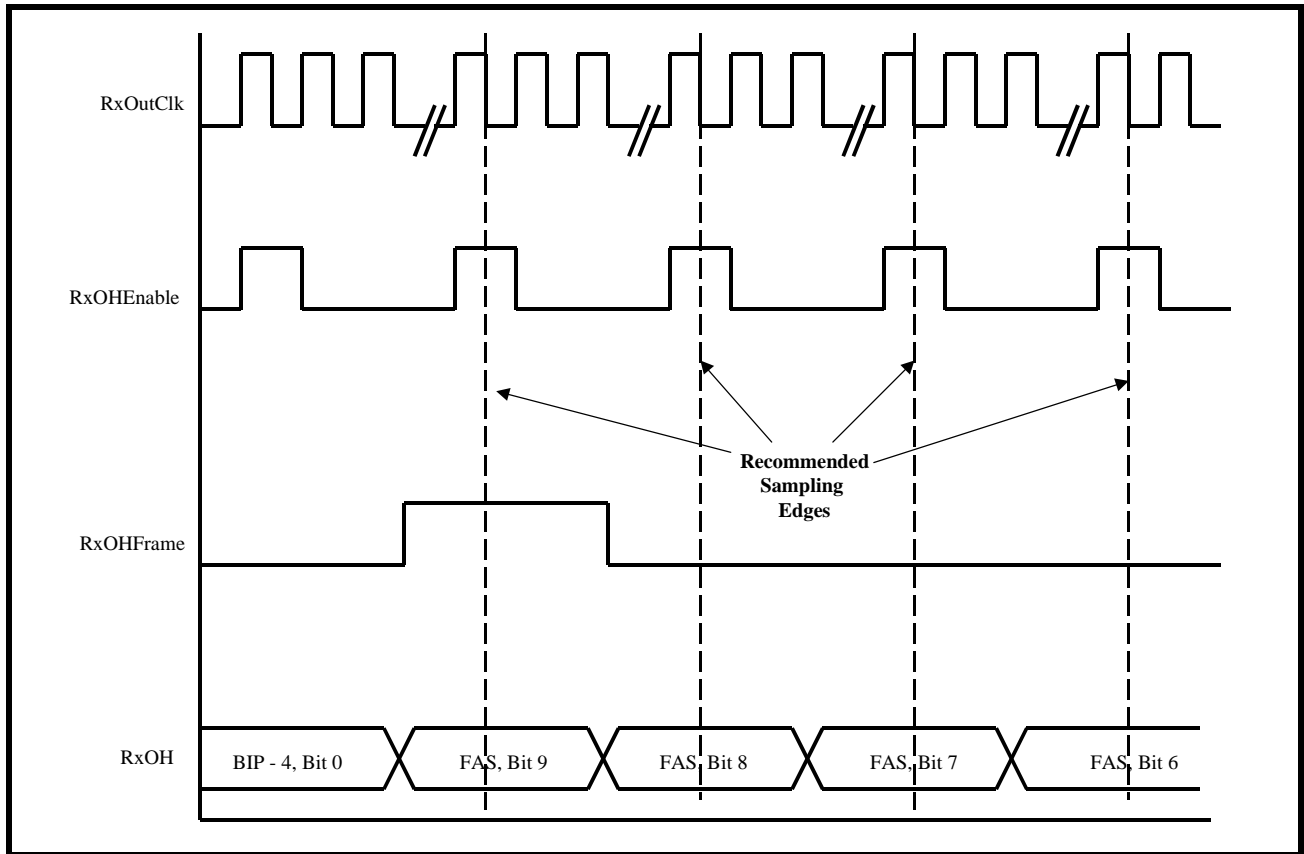 RxOutClk
RxOHEnable
Recommended
Sampling
Edges
RxOHFrame
RxOH
BIP - 4, Bit 0
FAS, Bit 9
FAS, Bit 8
FAS, Bit 7
FAS, Bit 6